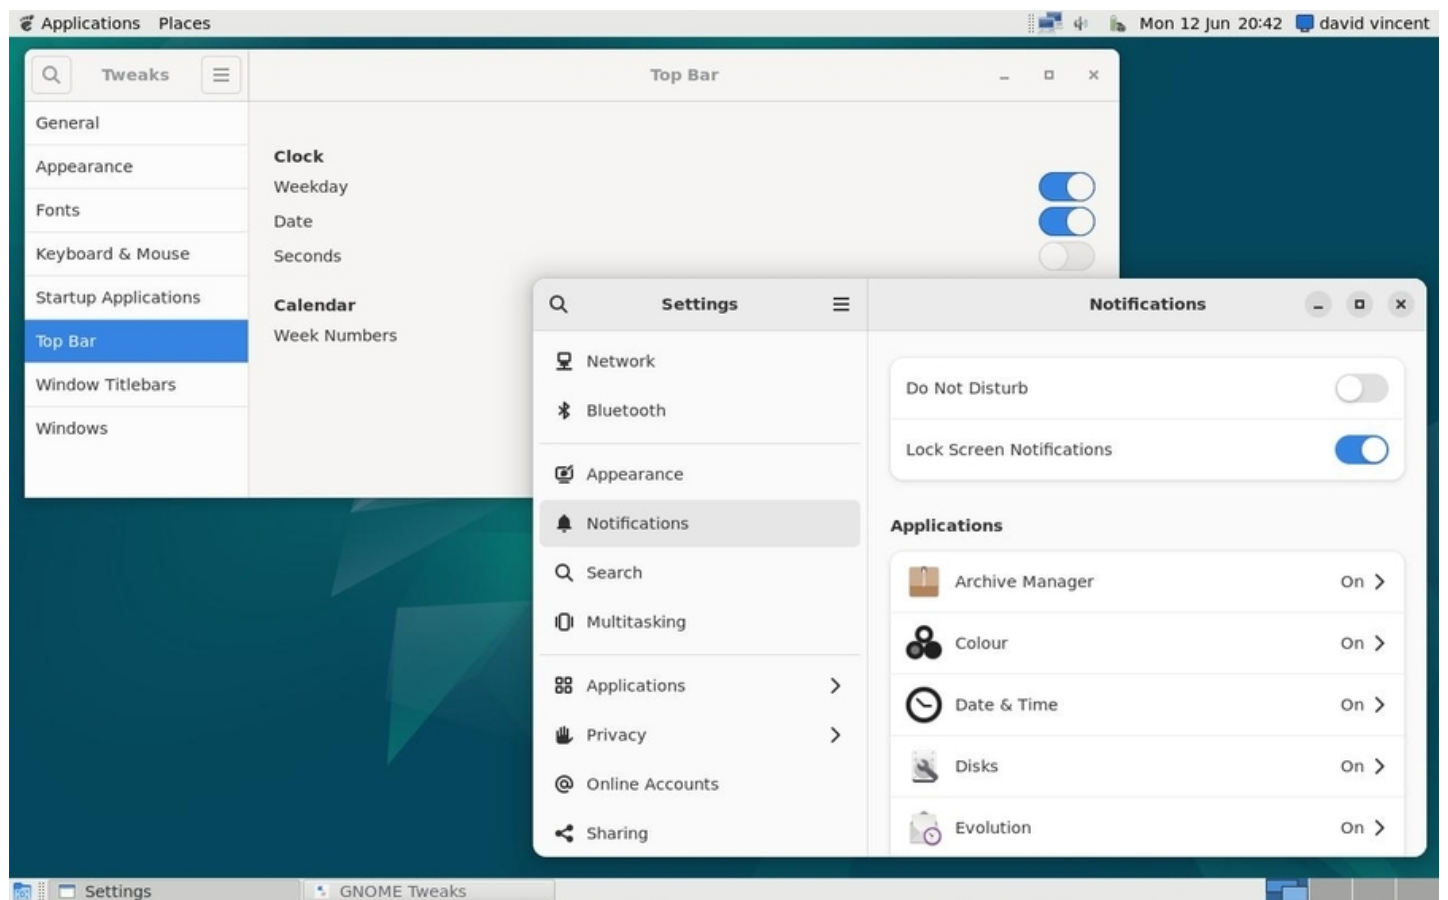 Applications Places
Mon 12 Jun 20:42 david vincent
Tweaks
Top Bar
General
Appearance
Fonts
Keyboard & Mouse
Startup Applications
Top Bar
Window Titlebars
Windows
Clock
Weekday
Date
Seconds
Calendar
Week Numbers
Settings
Notifications
Network
Bluetooth
Appearance
Notifications
Search
Multitasking
Applications
Privacy
Online Accounts
Sharing
Do Not Disturb
Lock Screen Notifications
Applications
Archive Manager On
Colour On
Date & Time On
Disks On
Evolution On
Settings
GNOME Tweaks